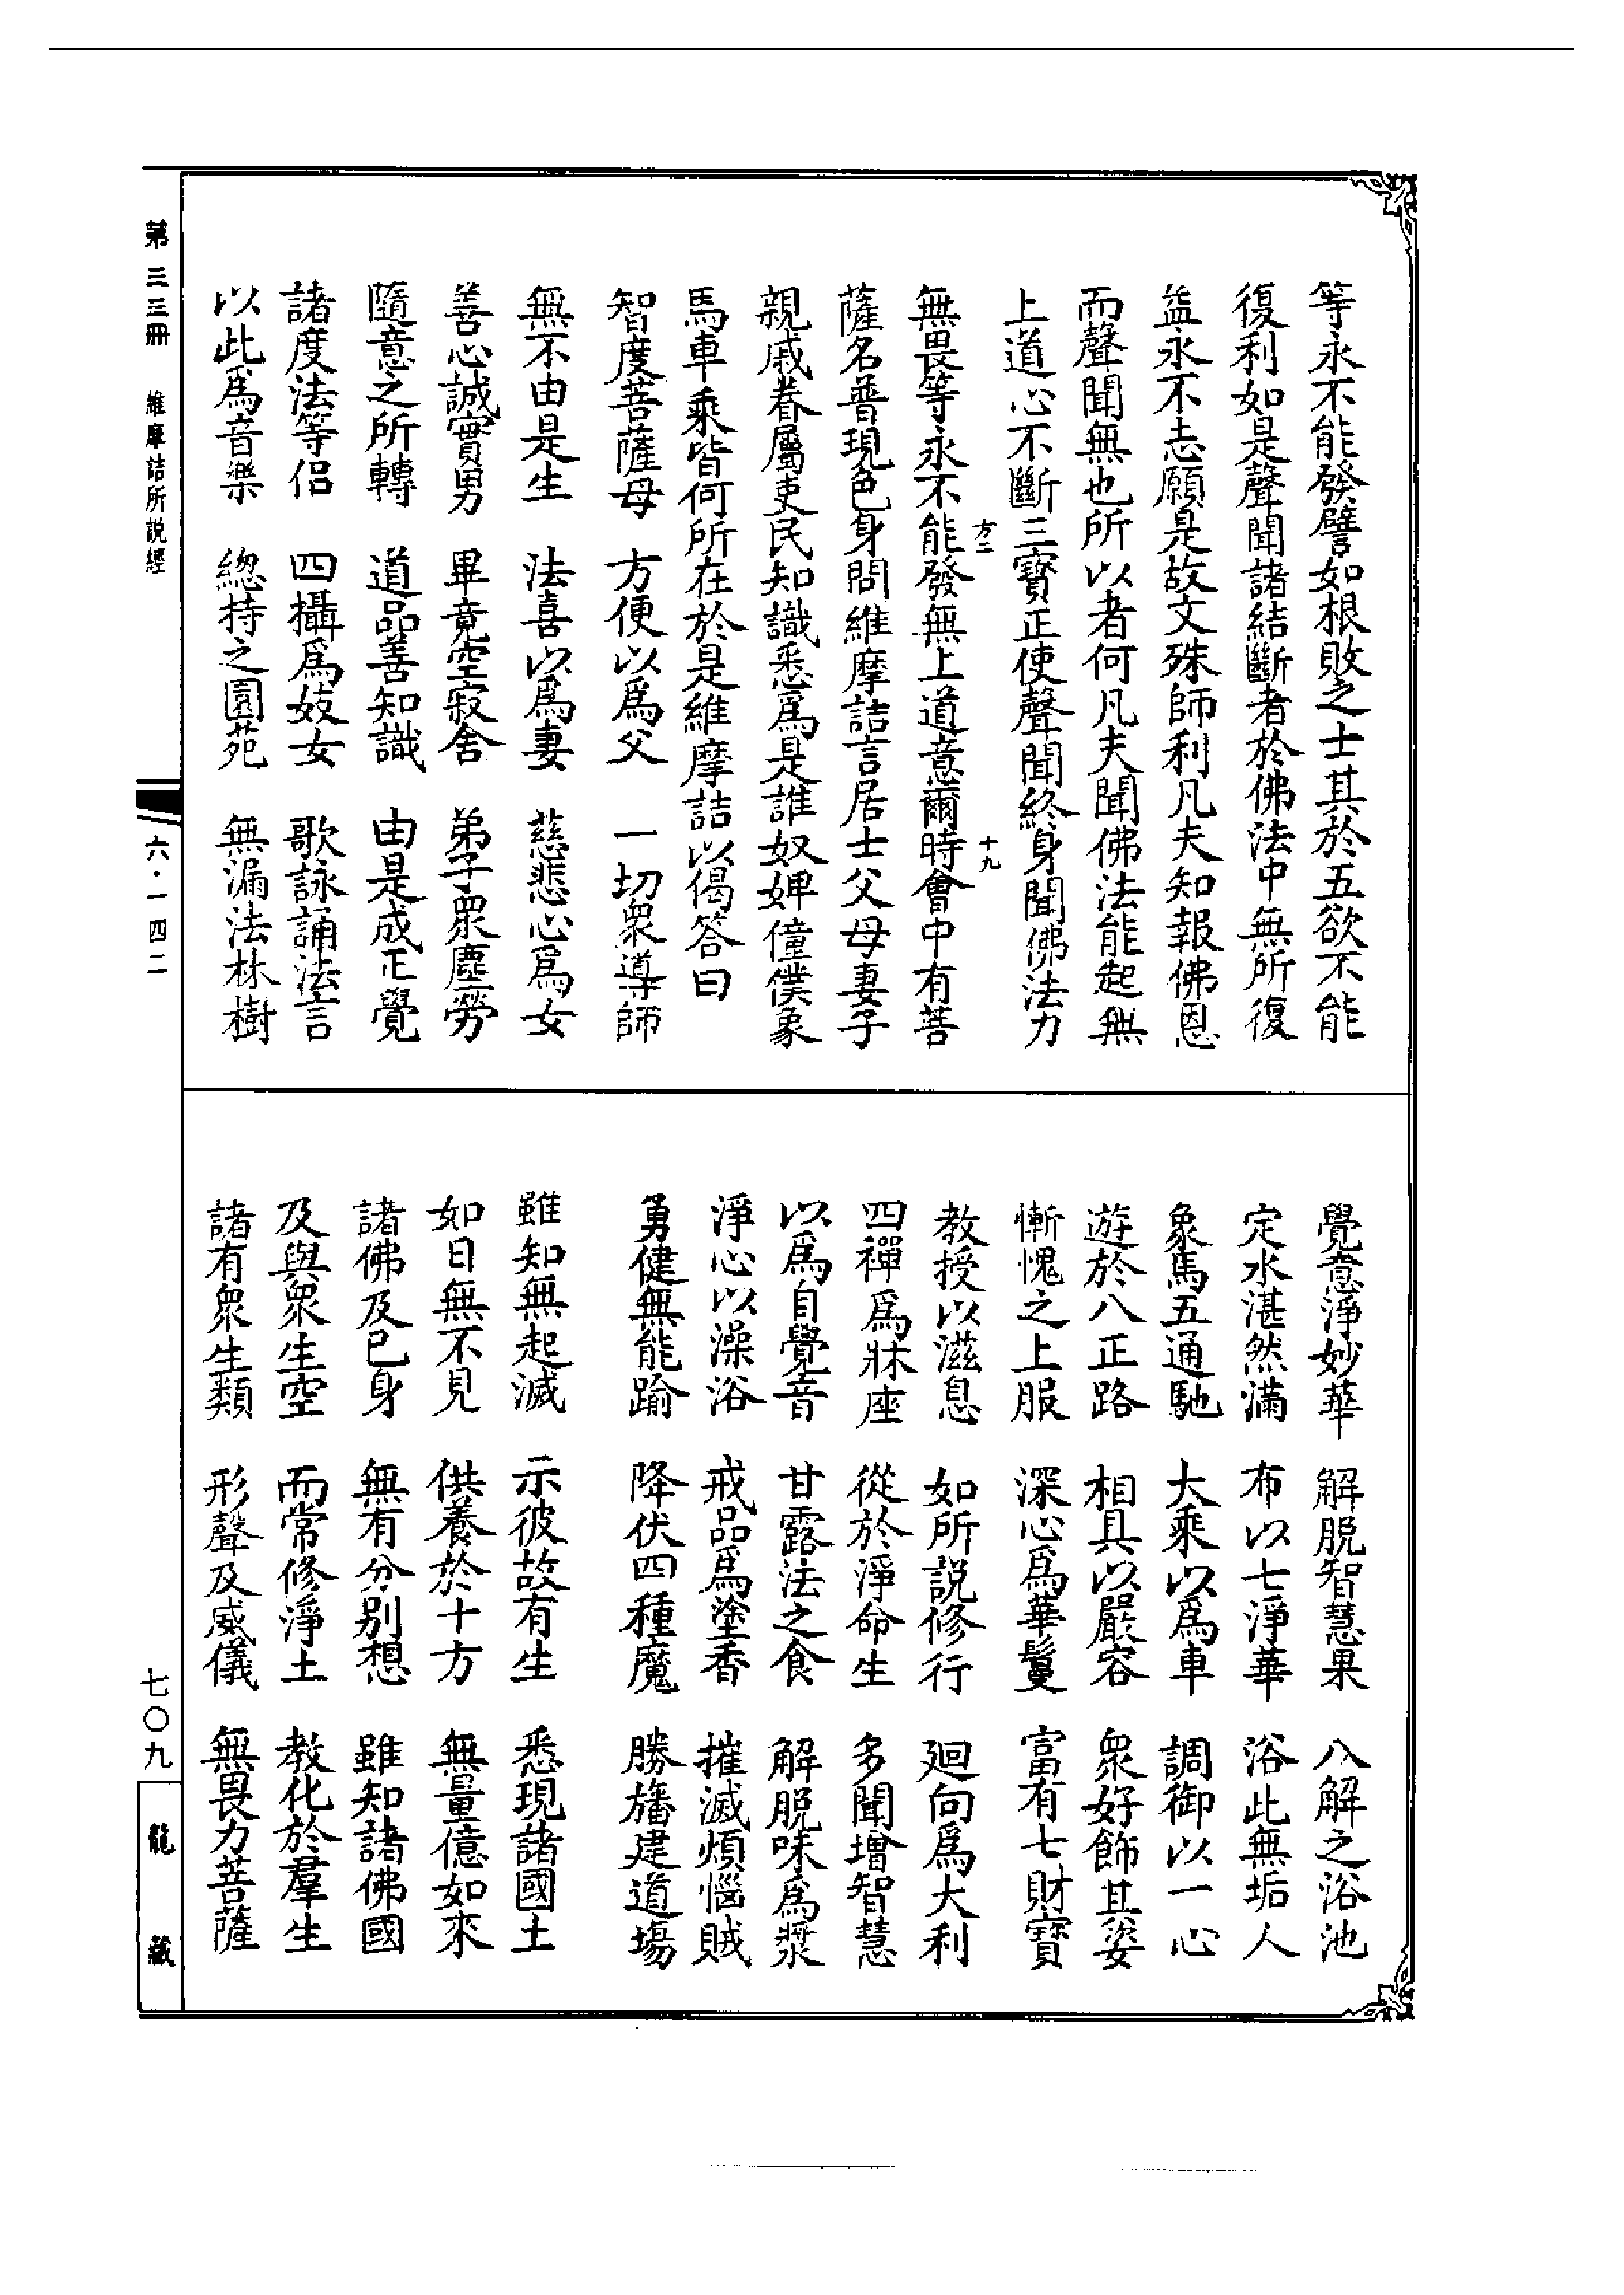 等永不能發譬如根敗之士其於五欲不能
復利如是聲聞諸結斷者於佛法中無所復
益永不志願是故文殊師利凡夫知報佛恩
而聲聞無也所以者何凡夫聞佛法能起無
上道心不斷三寶正使聲聞終身聞佛法力
方二 十九
無畏等永不能發無上道意爾時會中有菩
薩名普現色身問維摩詰言居士父母妻子
親戚眷屬吏民知識悉爲是誰奴婢僮僕象
馬車乘皆何所在於是維摩詰以偈答曰
智度菩薩母 方便以爲父 一切衆導師
無不由是生 法喜以爲妻 慈悲心爲女
善心誠實男 畢竟空寂舍 弟子衆塵勞
隨意之所轉 道品善知識 由是成正覺
諸度法等侣 四攝爲妓女 歌詠誦法言
以此爲音樂 總持之園苑 無漏法林樹
覺意淨妙華 解脫智慧果 八解之浴池
定水湛然滿 布以七淨華 浴此無垢人
象馬五通馳 大乘以爲車 調御以一心
遊於八正路 相具以嚴容 衆好飾其姿
慚愧之上服 深心爲華鬘 富有七財寶
教授以滋息 如所説修行 廻向爲大利
四禪爲牀座 從於淨命生 多聞增智慧
以爲自覺音 甘露法之食 解脫味爲漿
淨心以澡浴 戒品爲塗香 摧滅煩惱賊
勇健無能踰 降伏四種魔 勝旛建道場
雖知無起滅 示彼故有生 悉現諸國土
如日無不見 供養於十方 無量億如來
諸佛及已身 無有分别想 雖知諸佛國
及與衆生空 而常修淨土 教化於羣生
諸有衆生類 形聲及威儀 無畏力菩薩
第三三冊 維摩詰所説經
六·一四二
七〇九
龍藏